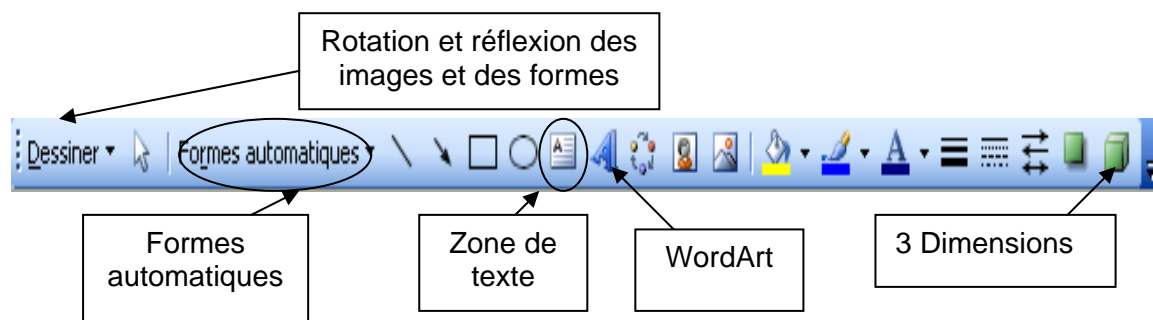 Rotation et réflexion des
images et des formes
Dessiner Formes automatiques A A A
Formes
automatiques
Zone de
texte
WordArt
3 Dimensions